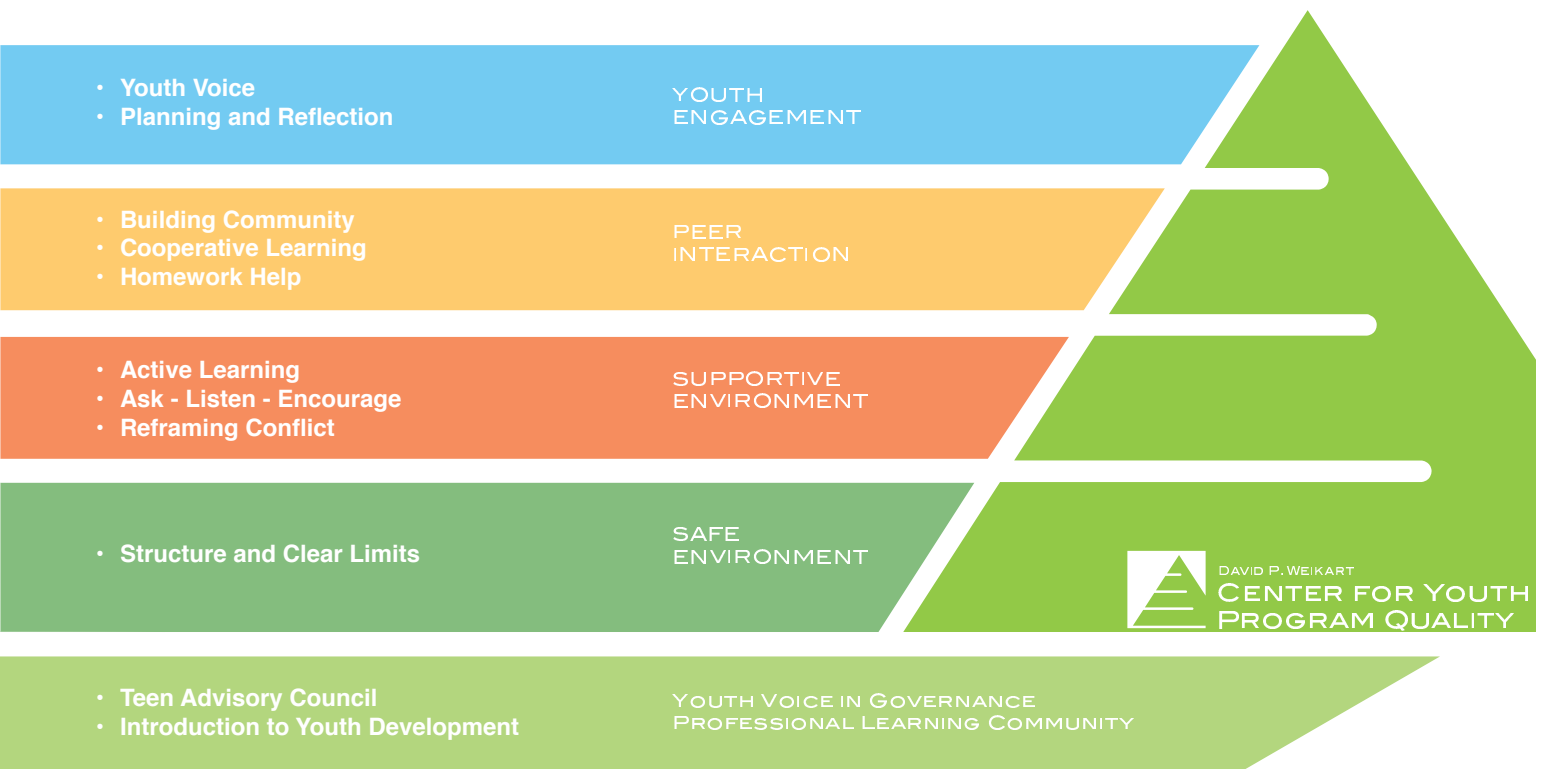 • Youth Voice
• Planning and Reflection
YOUTH
ENGAGEMENT
• Building Community
• Cooperative Learning
• Homework Help
PEER
INTERACTION
• Active Learning
• Ask - Listen - Encourage
• Reframing Conflict
SUPPORTIVE
ENVIRONMENT
• Structure and Clear Limits
SAFE
ENVIRONMENT
DAVID P. WEIKART
CENTER FOR YOUTH
PROGRAM QUALITY
• Teen Advisory Council
• Introduction to Youth Development
YOUTH VOICE IN GOVERNANCE
PROFESSIONAL LEARNING COMMUNITY